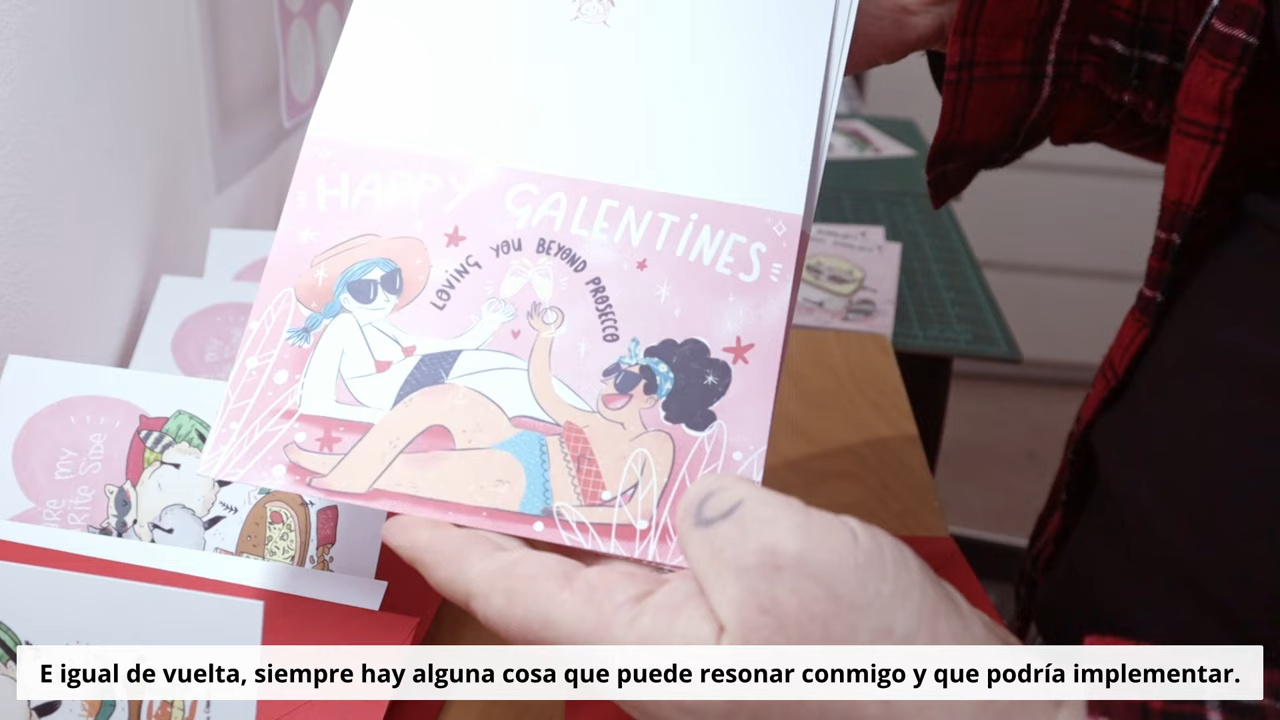 HAPPY GALENTINES
LOVING YOU BEYOND PROSECCO
MY
RITE SIDE
E igual de vuelta, siempre hay alguna cosa que puede resonar conmigo y que podría implementar.